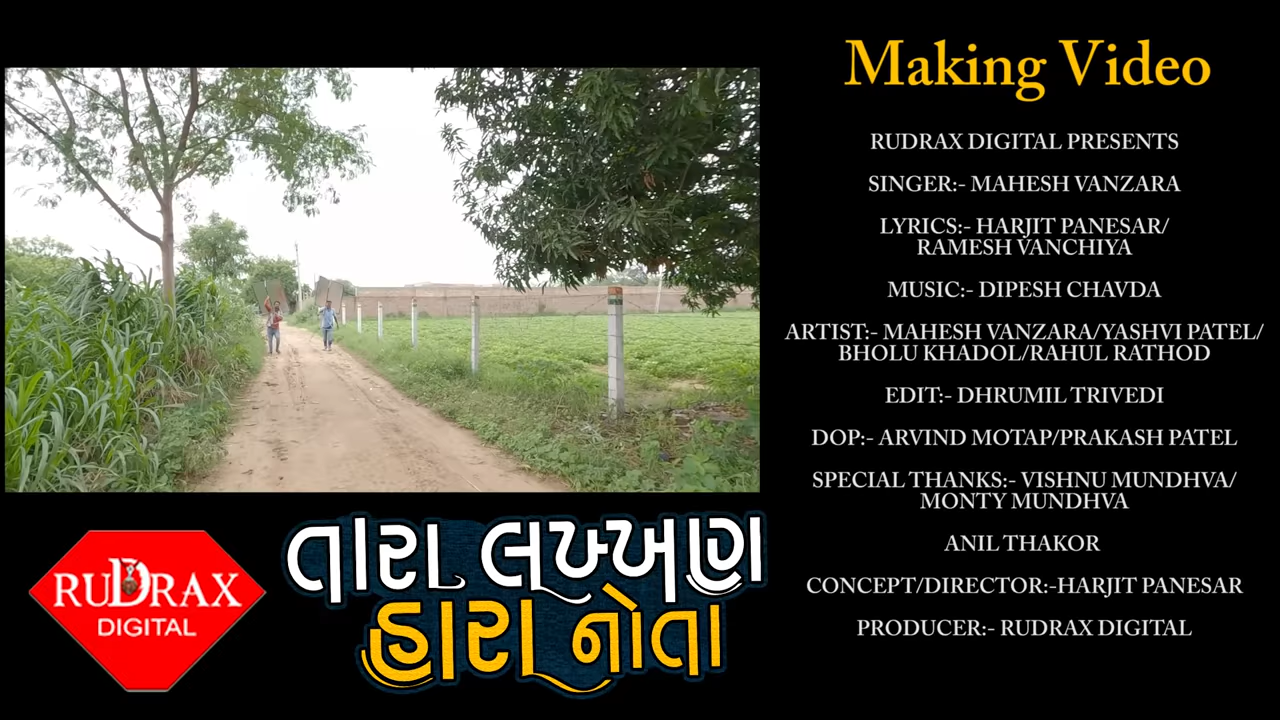 Making Video
RUDRAX DIGITAL PRESENTS
SINGER:- MAHESH VANZARA
LYRICS:- HARJIT PANESAR/
RAMESH VANCHIYA
MUSIC:- DIPESH CHAVDA
ARTIST:- MAHESH VANZARA/YASHVI PATEL/
BHOLU KHADOL/RAHUL RATHOD
EDIT:- DHRUMIL TRIVEDI
DOP:- ARVIND MOTAP/PRAKASH PATEL
SPECIAL THANKS:- VISHNU MUNDHVA/
MONTY MUNDHVA
ANIL THAKOR
CONCEPT/DIRECTOR:-HARJIT PANESAR
PRODUCER:- RUDRAX DIGITAL
RUDRAX
DIGITAL
તારા લખ્ખણ
હારા નોતા